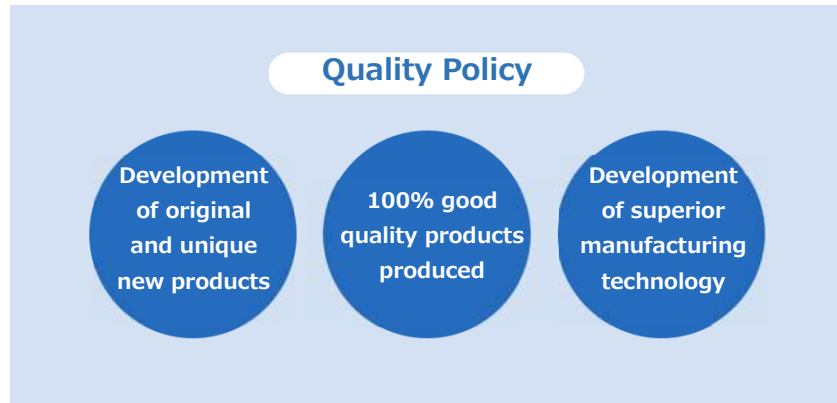 Quality Policy
Development
of original
and unique
new products
100% good
quality products
produced
Development
of superior
manufacturing
technology